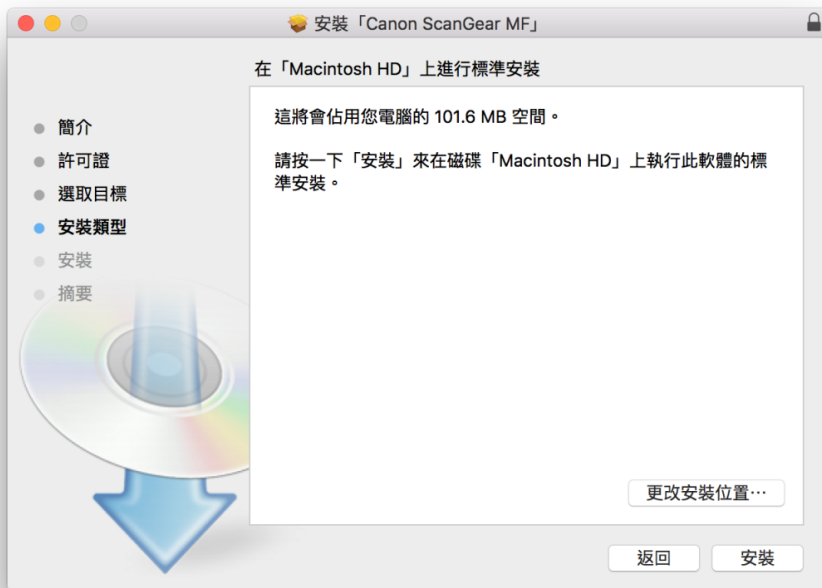 安裝「Canon ScanGear MF」
在「Macintosh HD」上進行標準安裝
簡介
許可證
選取目標
安裝類型
安裝
摘要
這將會佔用您電腦的 101.6 MB 空間。
請按一下「安裝」來在磁碟「Macintosh HD」上執行此軟體的標
準安裝。
更改安裝位置⋯
返回
安裝